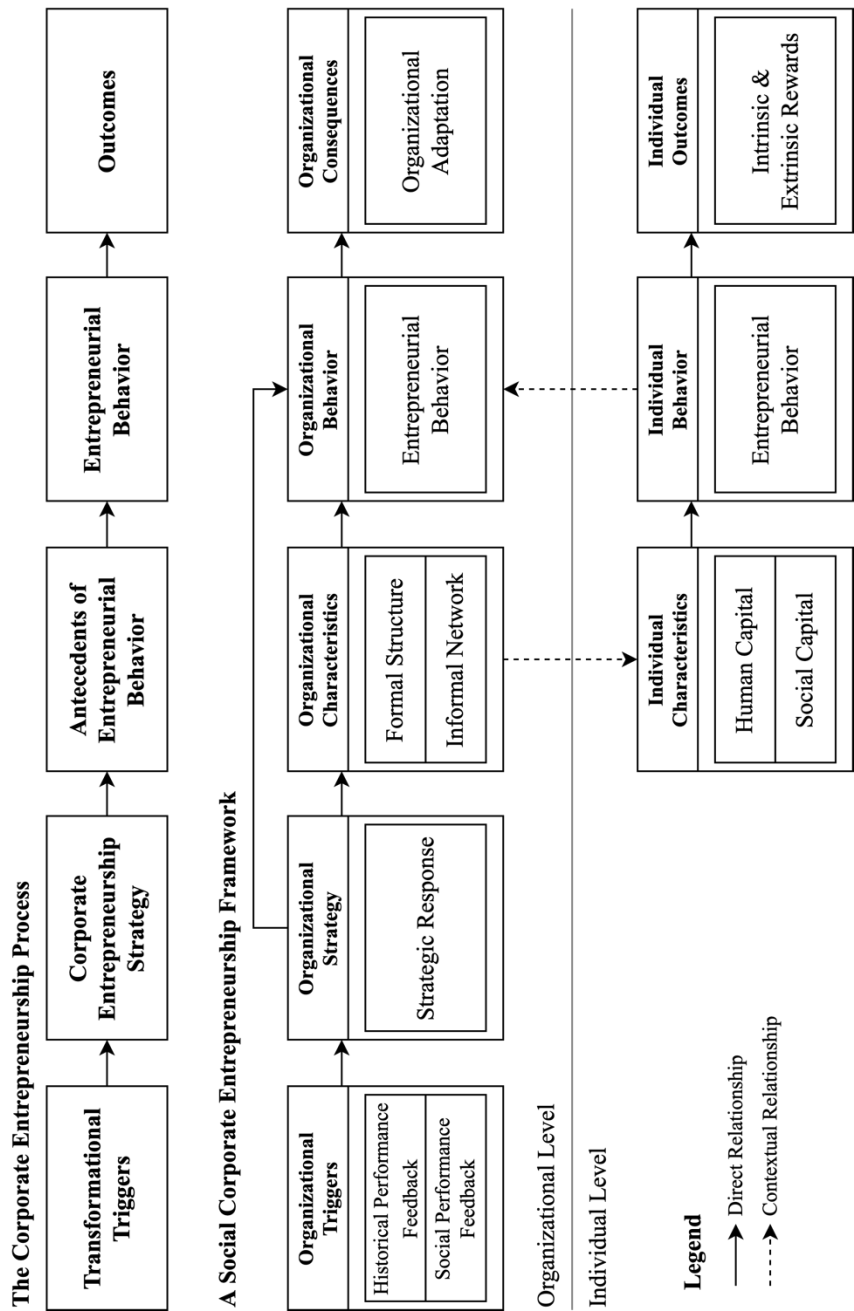 The Corporate Entrepreneurship Process
Transformational
Triggers
Corporate
Entrepreneurship
Strategy
Antecedents of
Entrepreneurial
Behavior
Entrepreneurial
Behavior
Outcomes
A Social Corporate Entrepreneurship Framework
Organizational
Triggers
Historical Performance
Feedback
Social Performance
Feedback
Organizational
Strategy
Strategic Response
Organizational
Characteristics
Formal Structure
Informal Network
Organizational
Behavior
Entrepreneurial
Behavior
Organizational
Consequences
Organizational
Adaptation
Organizational Level
Individual Level
Individual
Characteristics
Human Capital
Social Capital
Individual
Behavior
Entrepreneurial
Behavior
Individual
Outcomes
Intrinsic &
Extrinsic Rewards
Legend
Direct Relationship
Contextual Relationship